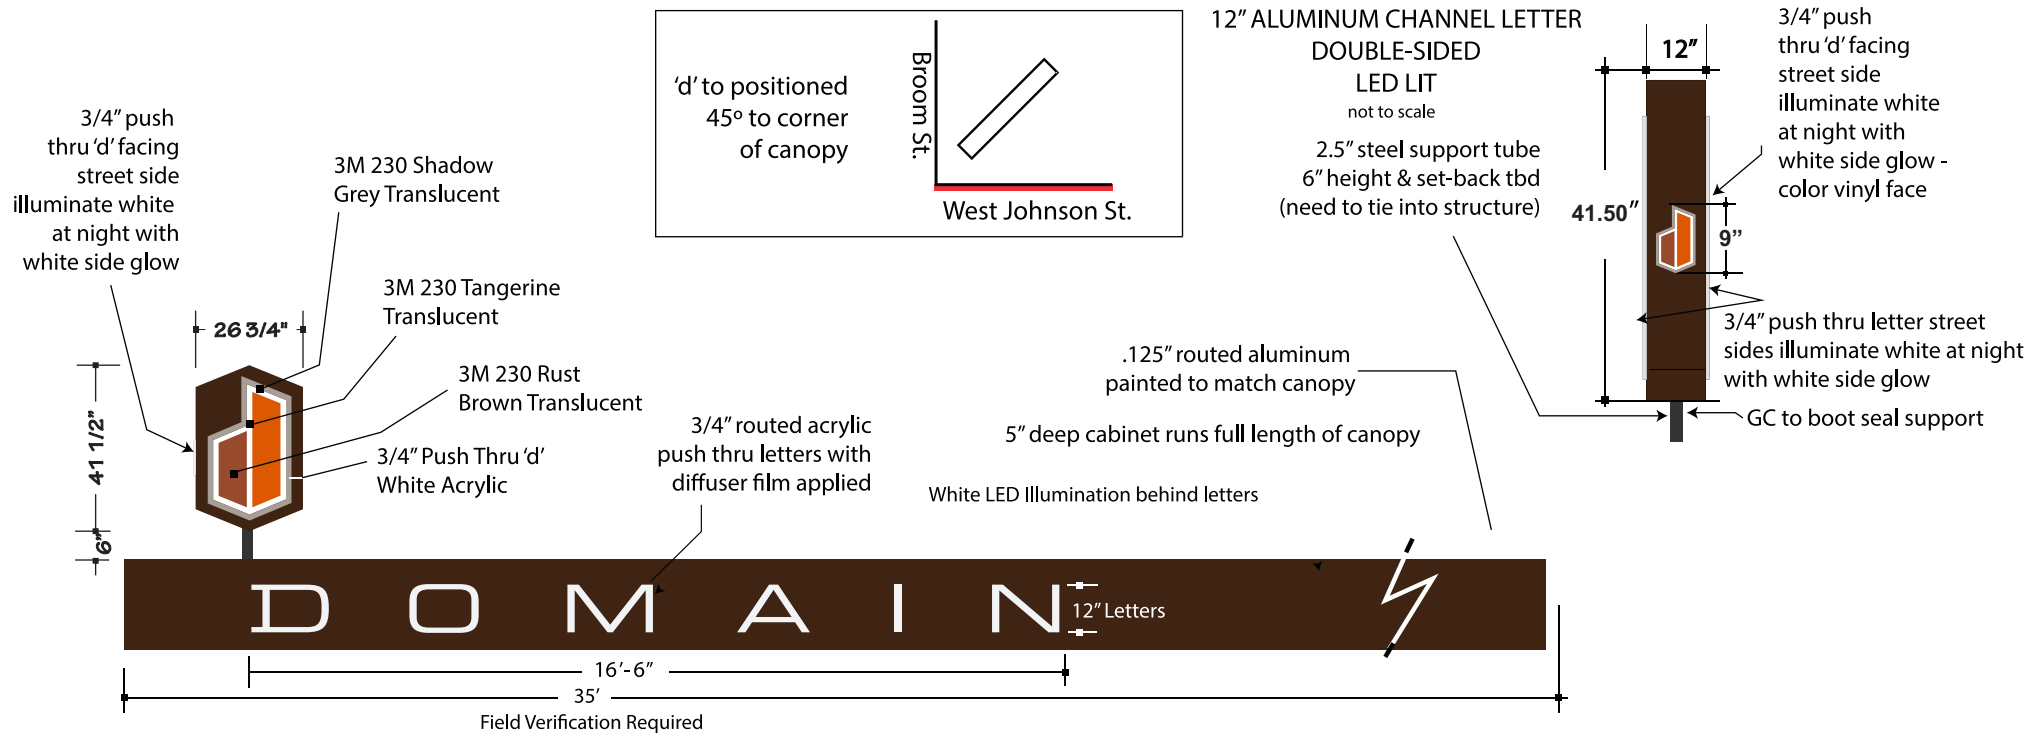 3/4” push
thru ‘d’ facing
street side
illuminate white
at night with
white side glow
3M 230 Shadow
Grey Translucent
3M 230 Tangerine
Translucent
3M 230 Rust
Brown Translucent
3/4” Push Thru ‘d’
White Acrylic
26 3/4"
41 1/2"
6"
‘d’ to positioned
45º to corner
of canopy
Broom St.
West Johnson St.
12” ALUMINUM CHANNEL LETTER
DOUBLE-SIDED
LED LIT
not to scale
2.5” steel support tube
6” height & set-back tbd
(need to tie into structure)
12”
41.50”
9”
3/4” push
thru ‘d’ facing
street side
illuminate white
at night with
white side glow -
color vinyl face
3/4” push thru letter street
sides illuminate white at night
with white side glow
GC to boot seal support
3/4” routed acrylic
push thru letters with
diffuser film applied
.125” routed aluminum
painted to match canopy
5” deep cabinet runs full length of canopy
White LED Illumination behind letters
DOMAIN
12” Letters
16’-6”
35’
Field Verification Required